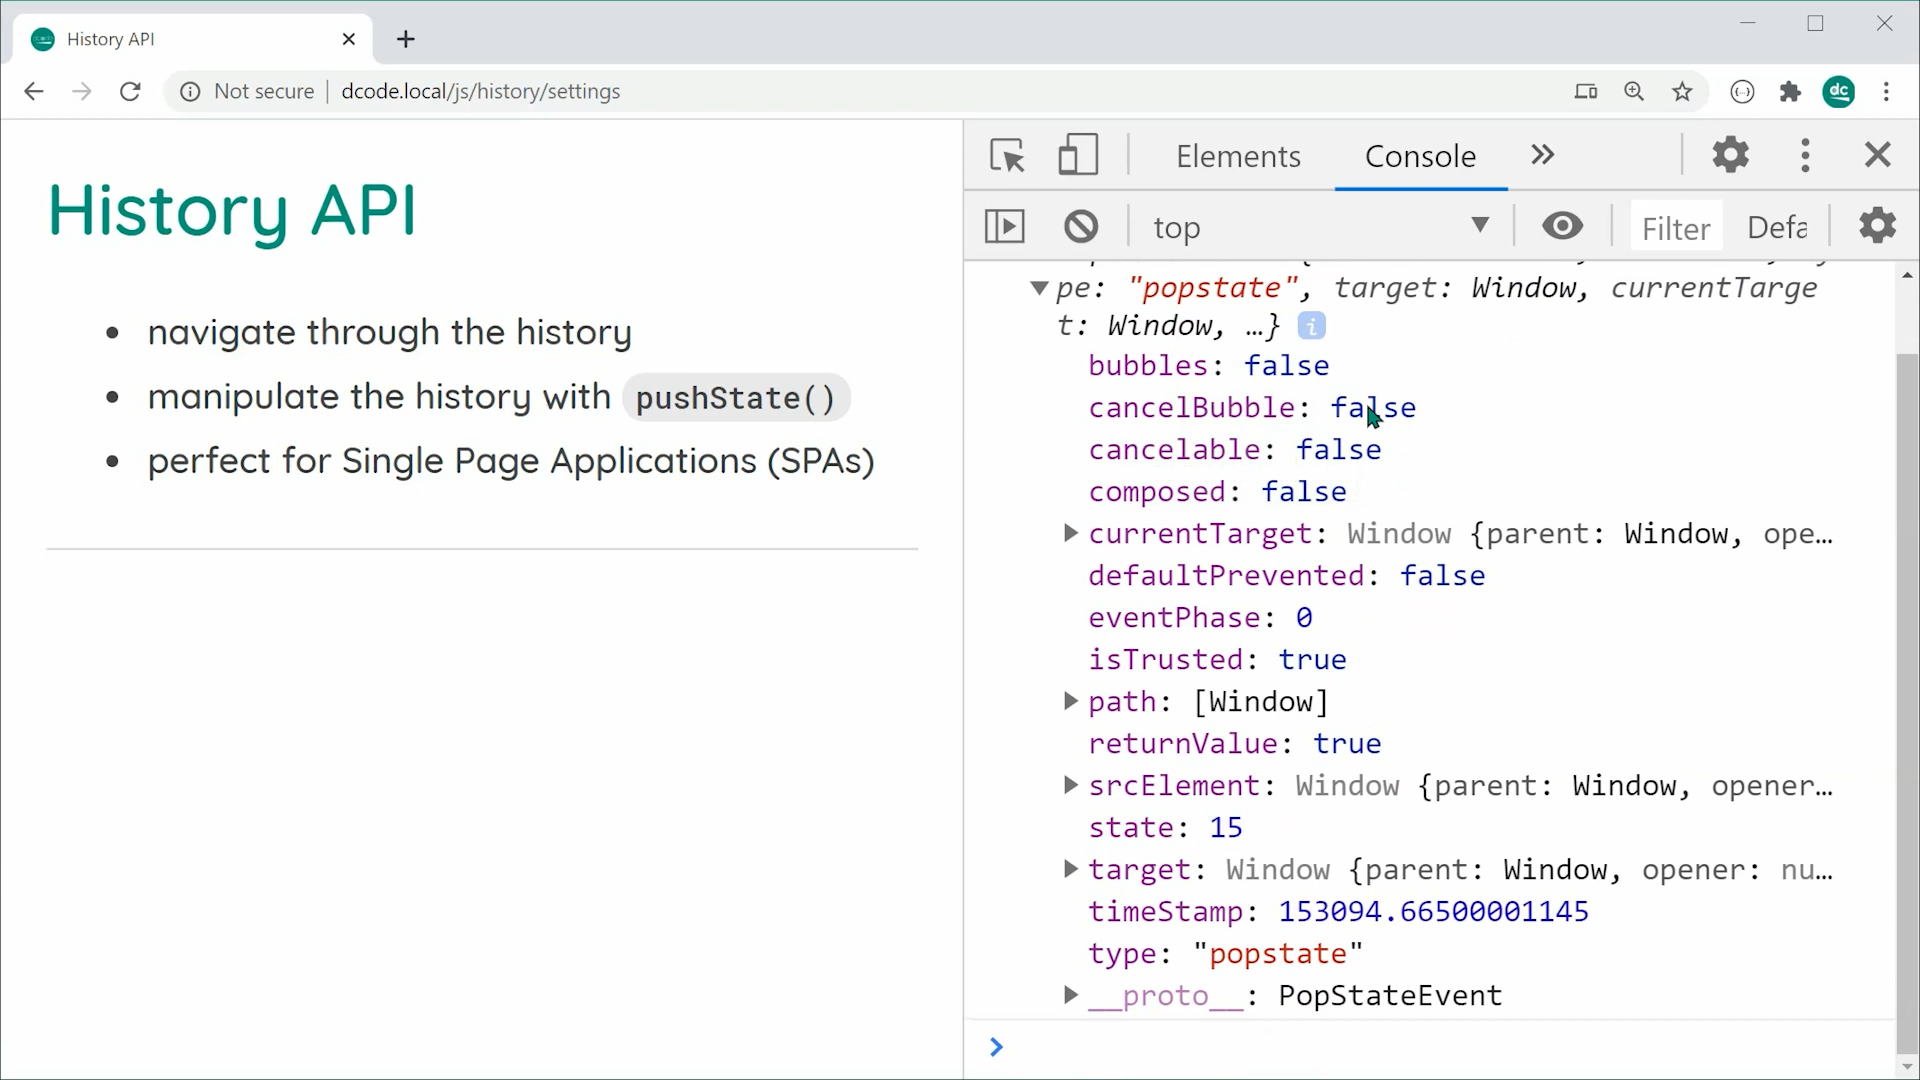 History API
Not secure | dcode.local/js/history/settings
dc
History API
navigate through the history
manipulate the history with pushState()
perfect for Single Page Applications (SPAs)
Elements Console
top Filter Defa
pe: "popstate", target: Window, currentTarge
t: Window, …} i
bubbles: false
cancelBubble: false
cancelable: false
composed: false
currentTarget: Window {parent: Window, ope…
defaultPrevented: false
eventPhase: 0
isTrusted: true
path: [Window]
returnValue: true
srcElement: Window {parent: Window, opener…
state: 15
target: Window {parent: Window, opener: nu…
timeStamp: 153094.66500001145
type: "popstate"
__proto__: PopStateEvent